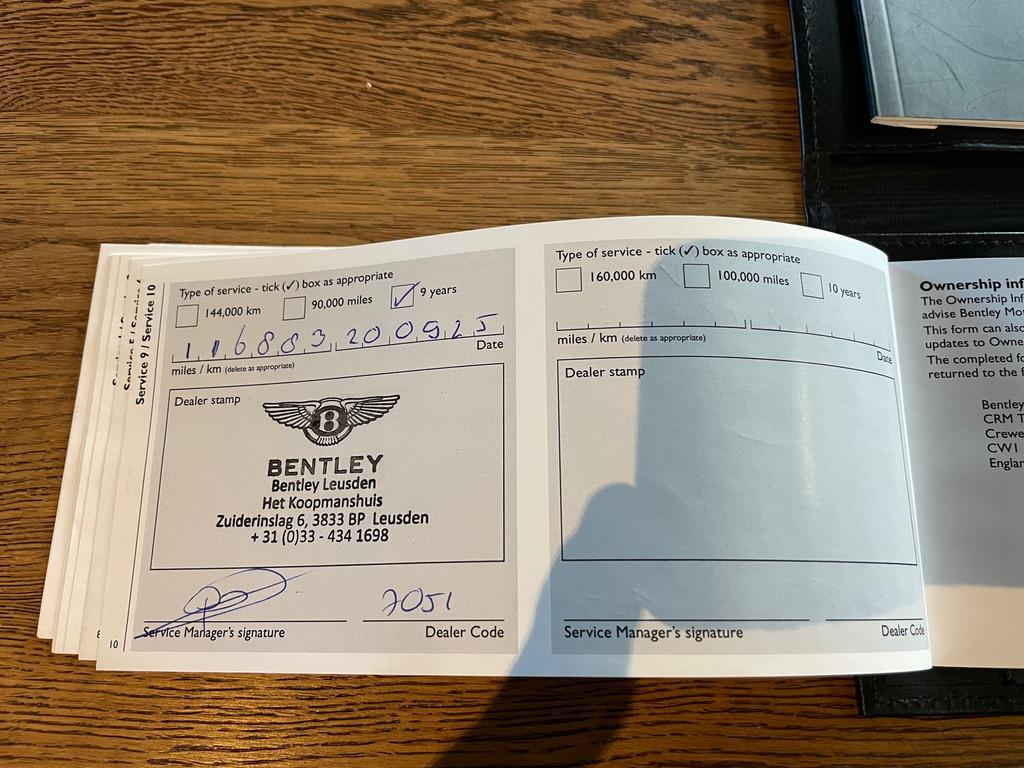 Service 9 / Service 10
Type of service - tick (✓) box as appropriate
144,000 km
90,000 miles
9 years
116883 200925
miles / km (delete as appropriate)
Date
Dealer stamp
B
BENTLEY
Bentley Leusden
Het Koopmanshuis
Zuiderinslag 6, 3833 BP Leusden
+ 31 (0)33 - 434 1698
2051
Service Manager's signature
Dealer Code
10
8
Type of service - tick (✓) box as appropriate
160,000 km
100,000 miles
10 years
miles / km (delete as appropriate)
Date
Dealer stamp
Service Manager's signature
Dealer Code
Ownership inf
The Ownership Inf
advise Bentley Mo
This form can also
updates to Owne
The completed fo
returned to the f
Bentley
CRM T
Crewe
CW1
Englan